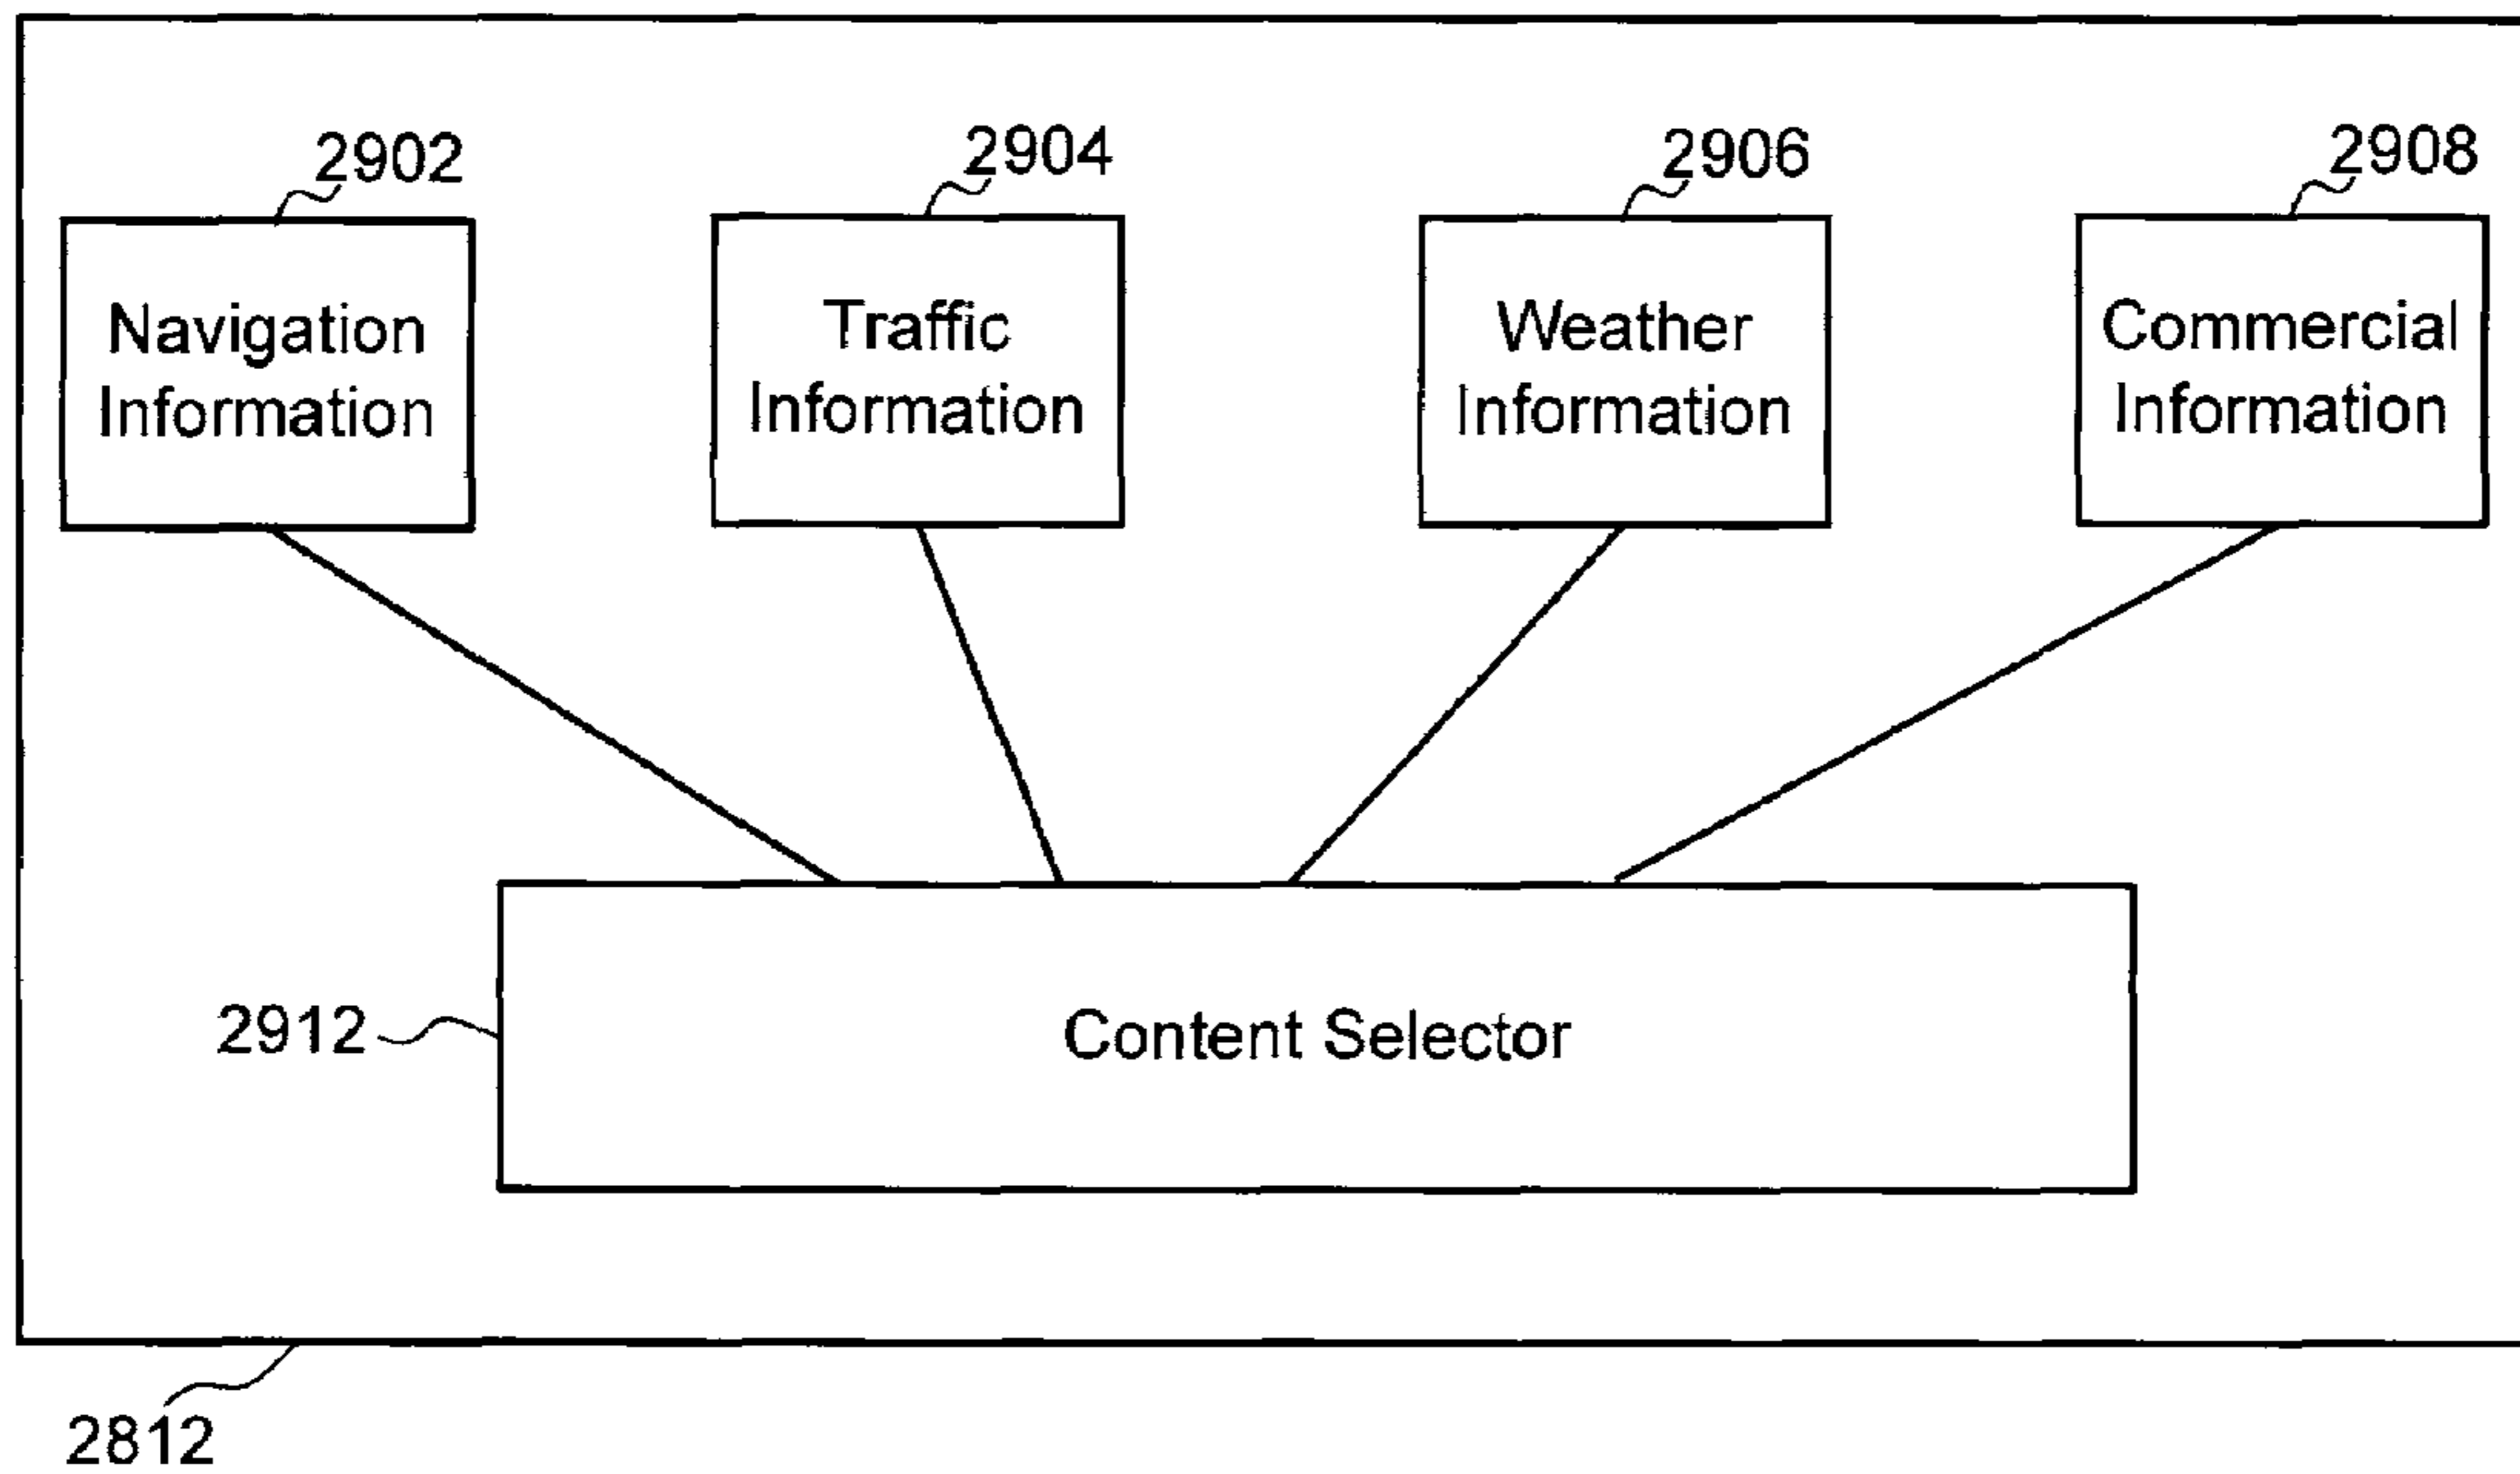 2902
2904
2906
2908
Navigation
Information
Traffic
Information
Weather
Information
Commercial
Information
2912
Content Selector
2812